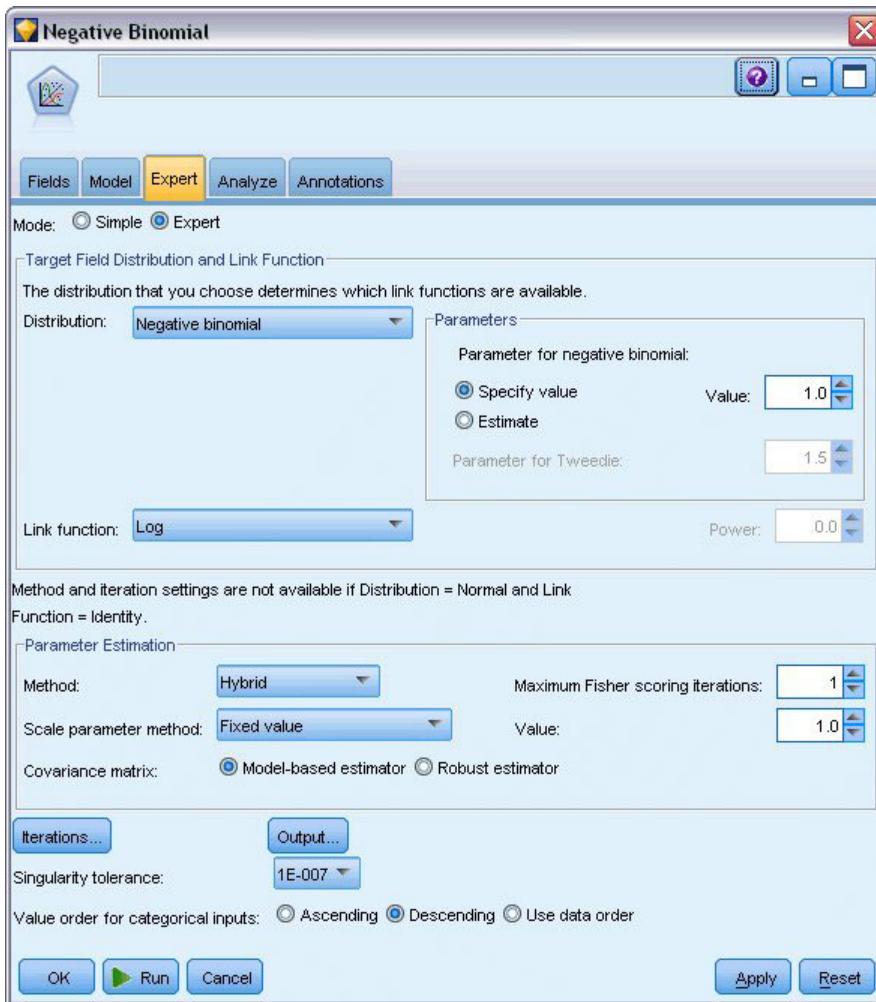 Negative Binomial
Fields Model Expert Analyze Annotations
Mode: Simple Expert
Target Field Distribution and Link Function
The distribution that you choose determines which link functions are available.
Distribution: Negative binomial
Parameters
Parameter for negative binomial:
Specify value Value: 1.0
Estimate
Parameter for Tweedie: 1.5
Link function: Log Power: 0.0
Method and iteration settings are not available if Distribution = Normal and Link
Function = Identity.
Parameter Estimation
Method: Hybrid Maximum Fisher scoring iterations: 1
Scale parameter method: Fixed value Value: 1.0
Covariance matrix: Model-based estimator Robust estimator
Iterations... Output...
Singularity tolerance: 1E-007
Value order for categorical inputs: Ascending Descending Use data order
OK Run Cancel Apply Reset